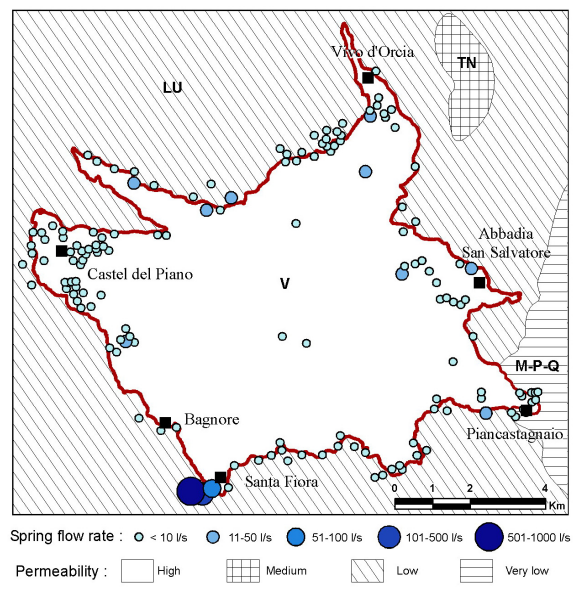 Vivo d'Orcia
TN
LU
Abbadia
San Salvatore
Castel del Piano
V
M-P-Q
Bagnore
Piancastagnaio
Santa Fiora
0 1 2 4
Km
Spring flow rate : < 10 l/s 11-50 l/s 51-100 l/s 101-500 l/s 501-1000 l/s
Permeability : High Medium Low Very low